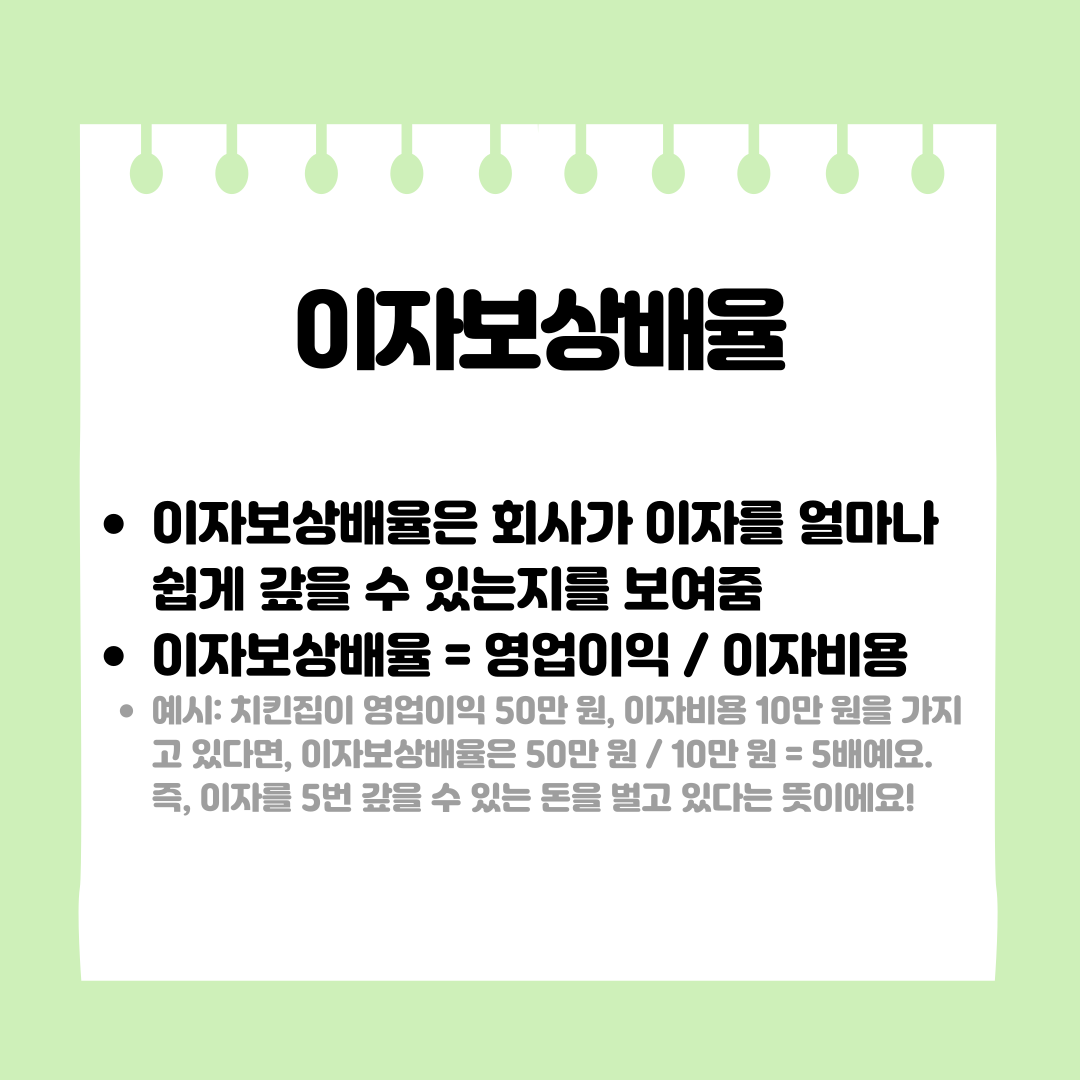 이자보상배율
• 이자보상배율은 회사가 이자를 얼마나
쉽게 갚을 수 있는지를 보여줌
• 이자보상배율 = 영업이익 / 이자비용
• 예시: 치킨집이 영업이익 50만 원, 이자비용 10만 원을 가지
고 있다면, 이자보상배율은 50만 원 / 10만 원 = 5배예요.
즉, 이자를 5번 갚을 수 있는 돈을 벌고 있다는 뜻이에요!